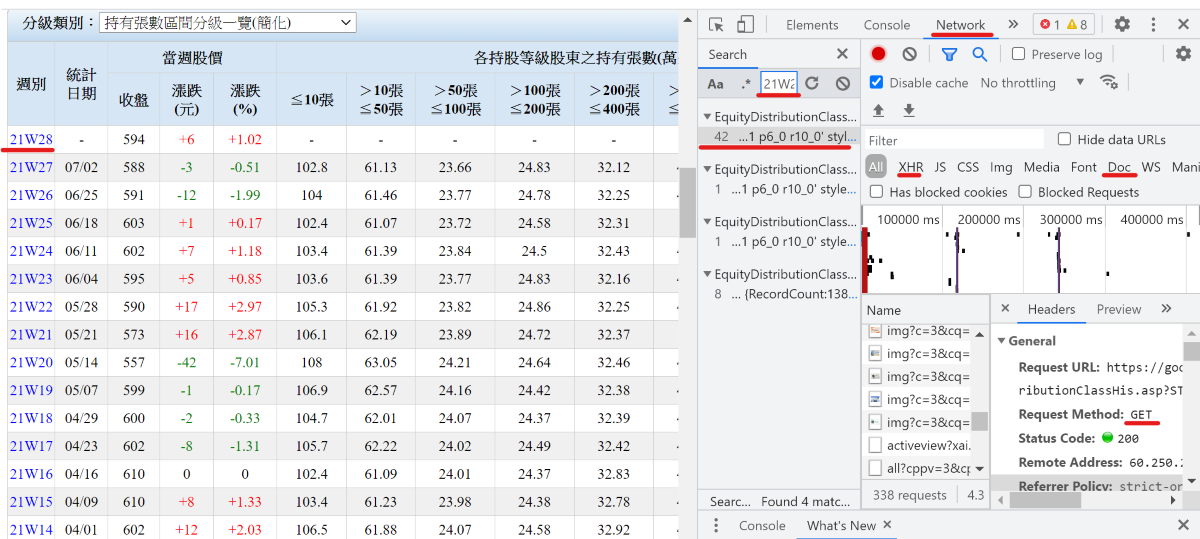 分級類別：持有張數區間分級一覽(簡化)
週別 統計日期 當週股價 各持股等級股東之持有張數(萬
收盤 漲跌(元) 漲跌(%) ≦10張 ＞10張≦50張 ＞50張≦100張 ＞100張≦200張 ＞200張≦400張
21W28 - 594 +6 +1.02 - - - - -
21W27 07/02 588 -3 -0.51 102.8 61.13 23.66 24.83 32.12
21W26 06/25 591 -12 -1.99 104 61.46 23.77 24.78 32.25
21W25 06/18 603 +1 +0.17 102.4 61.07 23.72 24.58 32.31
21W24 06/11 602 +7 +1.18 103.4 61.39 23.84 24.5 32.43
21W23 06/04 595 +5 +0.85 103.6 61.39 23.77 24.83 32.16
21W22 05/28 590 +17 +2.97 105.3 61.92 23.82 24.86 32.25
21W21 05/21 573 +16 +2.87 106.1 62.19 23.89 24.72 32.37
21W20 05/14 557 -42 -7.01 108 63.05 24.21 24.64 32.46
21W19 05/07 599 -1 -0.17 106.9 62.57 24.16 24.42 32.38
21W18 04/29 600 -2 -0.33 104.7 62.01 24.07 24.37 32.39
21W17 04/23 602 -8 -1.31 105.7 62.22 24.02 24.49 32.42
21W16 04/16 610 0 0 102.4 61.09 24.01 24.37 32.83
21W15 04/09 610 +8 +1.33 103.4 61.23 23.98 24.38 32.78
21W14 04/01 602 +12 +2.03 106.5 61.88 24.07 24.58 32.92
Elements Console Network » 1 8
Search
Aa .* 21W2
EquityDistributionClass...
42 ...1 p6_0 r10_0' styl...
EquityDistributionClass...
1 ...1 p6_0 r10_0' style...
EquityDistributionClass...
1 ...1 p6_0 r10_0' style...
EquityDistributionClass...
8 ... {RecordCount:138...
Searc... Found 4 matc...
Preserve log
Disable cache No throttling
Filter Hide data URLs
All XHR JS CSS Img Media Font Doc WS Mani
Has blocked cookies Blocked Requests
100000 ms 200000 ms 300000 ms 400000 ms
Name
img?c=3&cq=
img?c=3&cq=
img?c=3&cq=
img?c=3&cq=
img?c=3&cq=
activeview?xai.
all?cppv=3&cp
338 requests 4.3
Headers Preview »
General
Request URL: https://goo
ributionClassHis.asp?ST
Request Method: GET
Status Code: 200
Remote Address: 60.250.2
Referrer Policy: strict-or
Console What's New